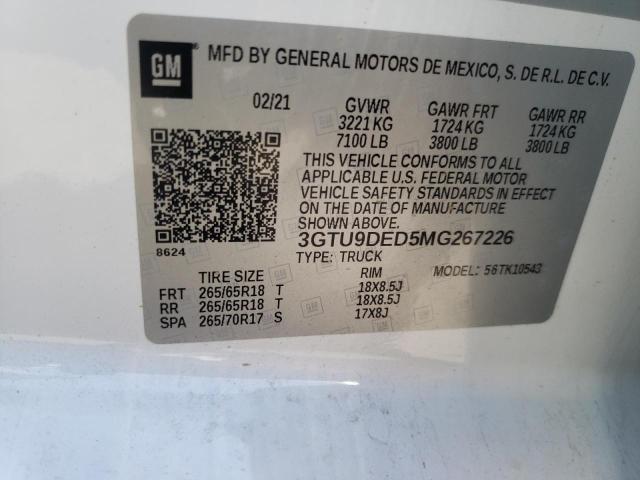 GM
MFD BY GENERAL MOTORS DE MEXICO, S. DE R.L. DE C.V.
02/21 GVWR GAWR FRT GAWR RR
3221 KG 1724 KG 1724 KG
7100 LB 3800 LB 3800 LB
THIS VEHICLE CONFORMS TO ALL
APPLICABLE U.S. FEDERAL MOTOR
VEHICLE SAFETY STANDARDS IN EFFECT
ON THE DATE OF MANUFACTURE
SHOWN ABOVE.
8624
3GTU9DED5MG267226
TYPE: TRUCK MODEL: 56TK10543
TIRE SIZE RIM
FRT 265/65R18 T 18X8.5J
RR 265/65R18 T 18X8.5J
SPA 265/70R17 S 17X8J